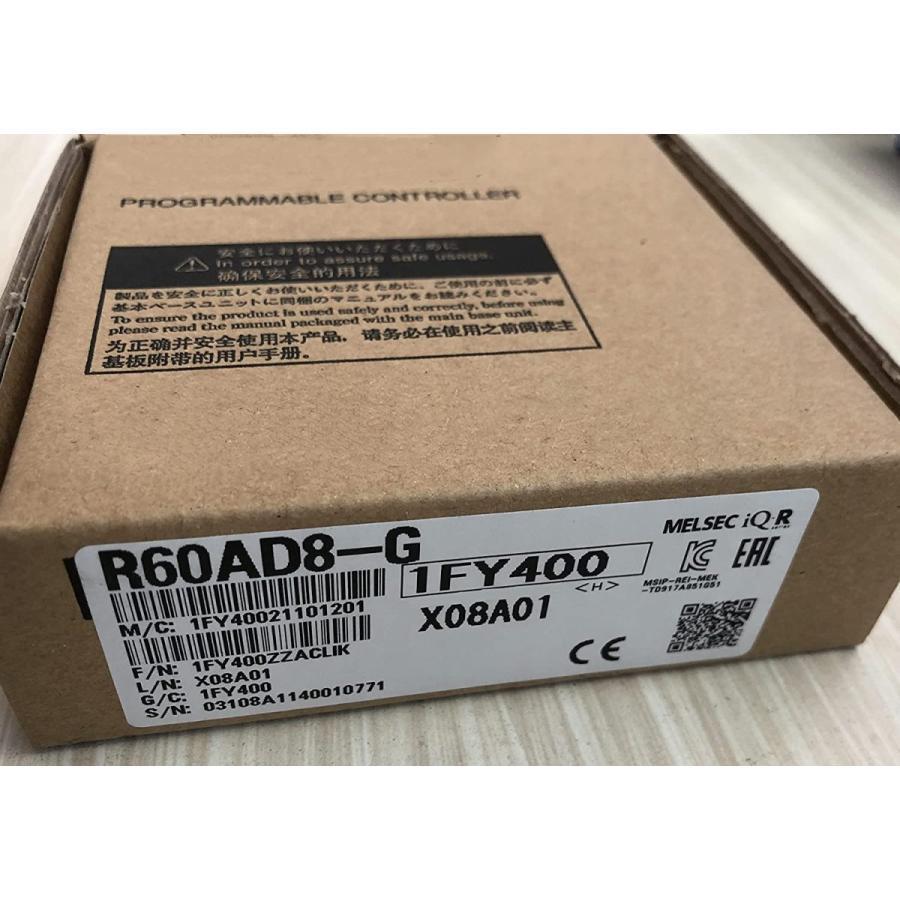 PROGRAMMABLE CONTROLLER
安全にお使いいただくために
In order to assure safe usage.
确保安全的用法
製品を安全に正しくお使いいただくために、ご使用の前に必ず
基本ベースユニットに同梱のマニュアルをお読みください。
To ensure the product is used safely and correctly, before using
please read the manual packaged with the main base unit.
为正确并安全使用本产品，请务必在使用之前阅读主
基板附带的用户手册.
R60AD8-G
MELSEC iQ-R
series
1FY400
<H>
MSIP-REI-MEK
-TD917A851G51
EAC
M/C: 1FY40021101201
X08A01
F/N: 1FY400ZZACLIK
L/N: X08A01
G/C: 1FY400
S/N: 03108A1140010771
CE